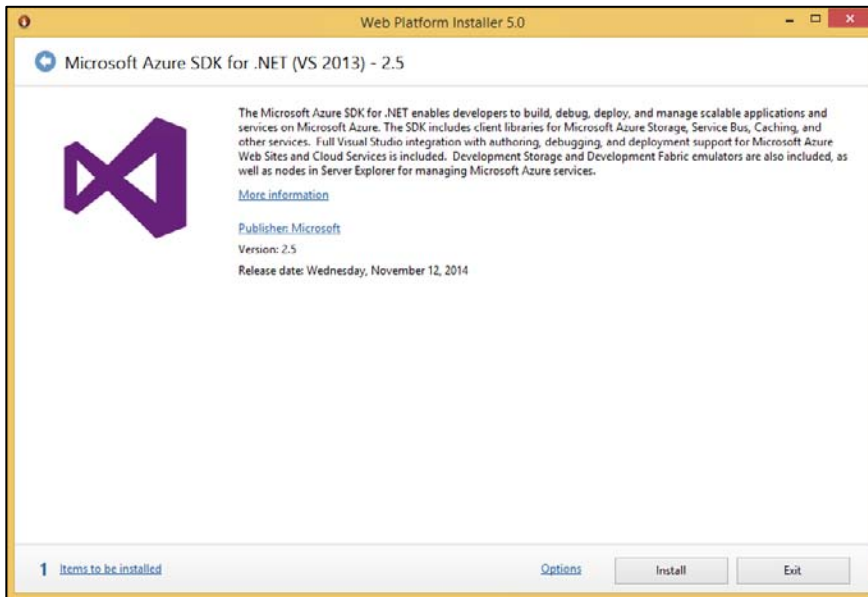 Web Platform Installer 5.0
Microsoft Azure SDK for .NET (VS 2013) - 2.5
The Microsoft Azure SDK for .NET enables developers to build, debug, deploy, and manage scalable applications and
services on Microsoft Azure. The SDK includes client libraries for Microsoft Azure Storage, Service Bus, Caching, and
other services.  Full Visual Studio integration with authoring, debugging, and deployment support for Microsoft Azure
Web Sites and Cloud Services is included.  Development Storage and Development Fabric emulators are also included, as
well as nodes in Server Explorer for managing Microsoft Azure services.
More information
Publisher: Microsoft
Version: 2.5
Release date: Wednesday, November 12, 2014
1 Items to be installed Options Install Exit